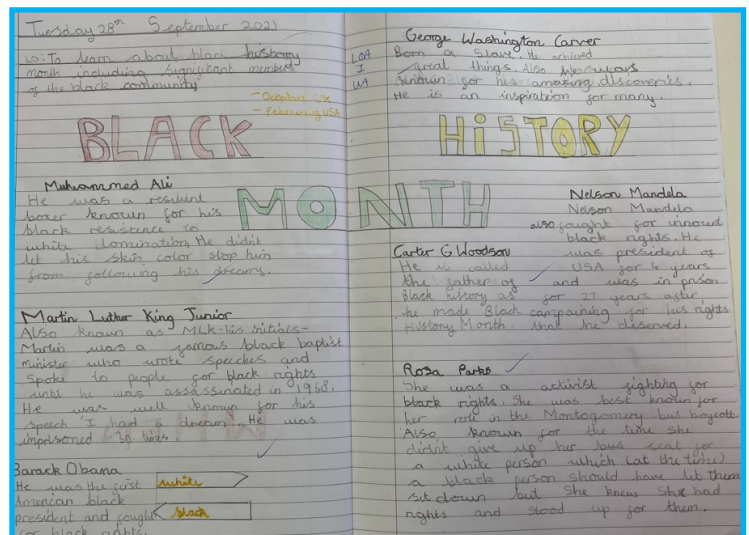 Tuesday 28th September 2021
LO: To learn about black history
month including significant members
of the black community
- October UK
- February USA
BLACK
HiSTORY
MONTH
Muhammed Ali
He was a resilient
boxer known for his
black resistence to
white domination, He didn't
let his skin color stop him
from following his dreams.
Martin Luther King Junior
Also known as MLK-his initials-
Martin was a famous black baptist
minister who wrote speeches and
spoke to people for black rights
until he was assassinated in 1968.
He was well known for his
speech 'I had a dream'. He was
imprisoned 30 times.
Barack Obama
He was the first
American black
president and fought
for black rights.
white
black
George Washington Carver
LOA
I
WA
Born a slave. He achieved
great things. Also he was
known for his amazing discoveries.
He is an inspiration for many.
Nelson Mandela
Nelson Mandela
also fought for
black rights. He
was president of
USA for 4 years
and was in prison
for 27 years after
campaining for his rights
that he diserved.
Carter G Woodson
He is called
the father of
Black history as
he made Black
History Month
Rosa Parks
She was a activist fighting for
black rights. She was best known for
her role in the Montogomery bus boycott.
Also known for the time she
didn't give up her bus seat for
a white person which (at the time)
a black person should have let them
sit down but she knew she had
rights and stood up for them.